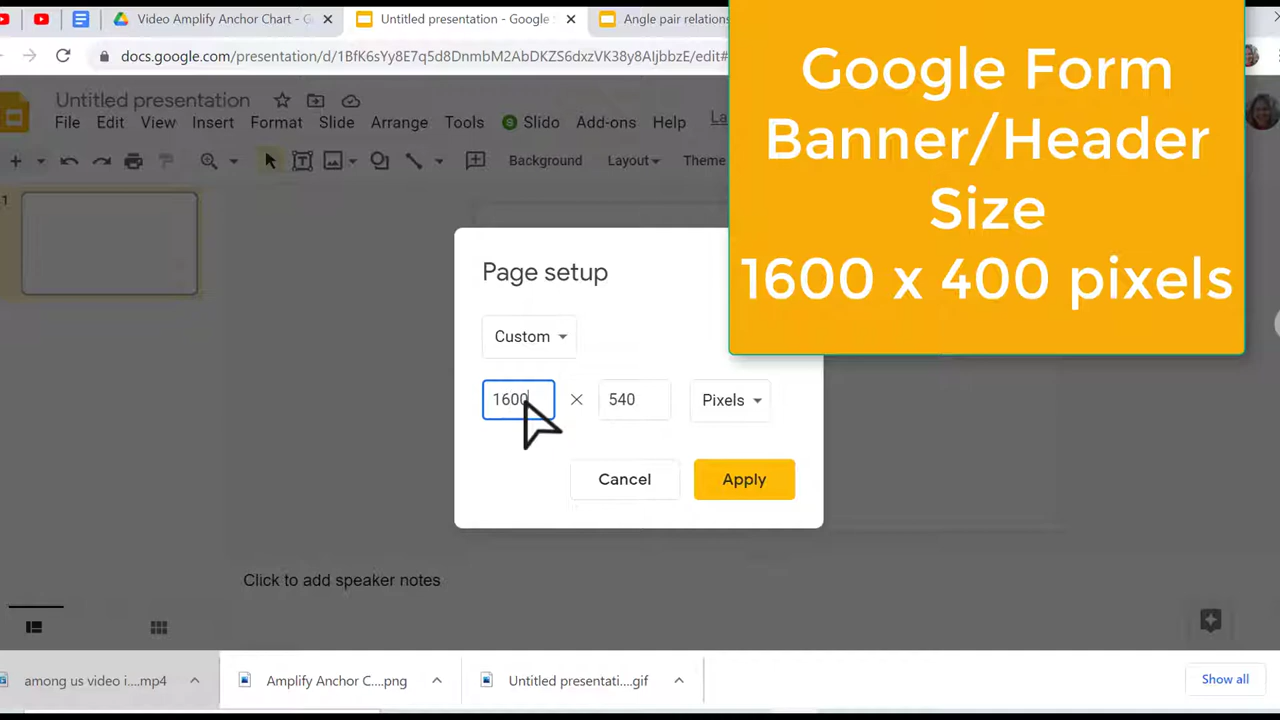 Video Amplify Anchor Chart - G
Untitled presentation - Google S
Angle pair relations
docs.google.com/presentation/d/1BfK6sYy8E7q5d8DnmbM2AbDKZS6dxzVK38y8AIjbbzE/edit#
Google Form
Banner/Header
Size
1600 x 400 pixels
Untitled presentation
File Edit View Insert Format Slide Arrange Tools Slido Add-ons Help La
Background Layout Theme
1
Page setup
Custom
1600 × 540 Pixels
Cancel Apply
Click to add speaker notes
among us video i....mp4 Amplify Anchor C....png Untitled presentati....gif Show all